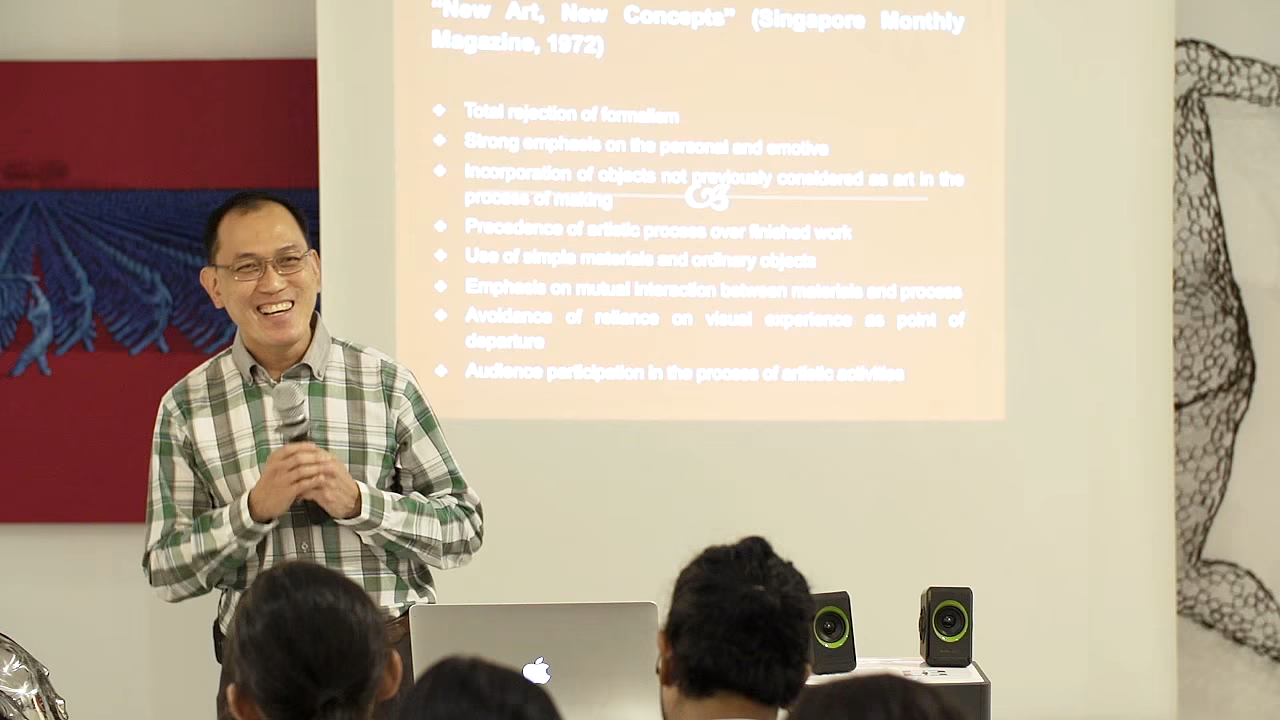 "New Art, New Concepts" (Singapore Monthly
Magazine, 1972)
❖ Total rejection of formalism
❖ Strong emphasis on the personal and emotive
❖ Incorporation of objects not previously considered as art in the
process of making
&
❖ Precedence of artistic process over finished work
❖ Use of simple materials and ordinary objects
❖ Emphasis on mutual interaction between materials and process
❖ Avoidance of reliance on visual experience as point of
departure
❖ Audience participation in the process of artistic activities